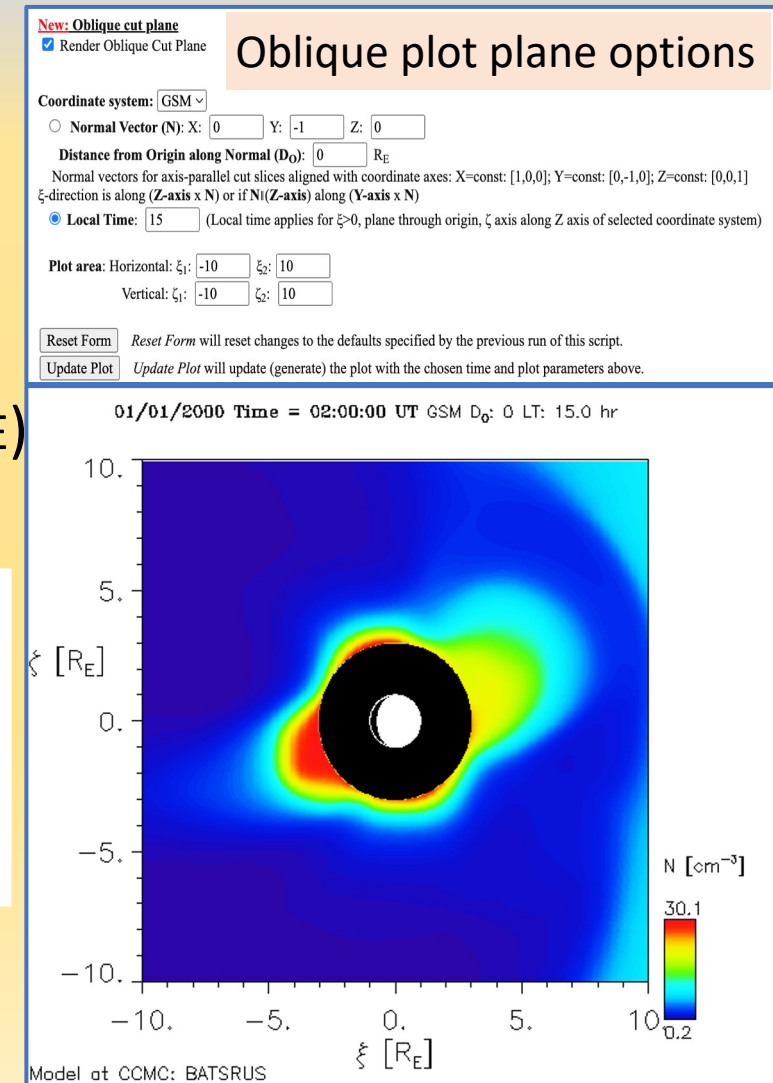 New: Oblique cut plane
Render Oblique Cut Plane
Oblique plot plane options
Coordinate system: GSM
Normal Vector (N): X: 0 Y: -1 Z: 0
Distance from Origin along Normal (D₀): 0 R_E
Normal vectors for axis-parallel cut slices aligned with coordinate axes: X=const: [1,0,0]; Y=const: [0,-1,0]; Z=const: [0,0,1]
ξ-direction is along (Z-axis x N) or if N∥(Z-axis) along (Y-axis x N)
Local Time: 15 (Local time applies for ξ>0, plane through origin, ζ axis along Z axis of selected coordinate system)
Plot area: Horizontal: ξ₁: -10 ξ₂: 10
Vertical: ζ₁: -10 ζ₂: 10
Reset Form Reset Form will reset changes to the defaults specified by the previous run of this script.
Update Plot Update Plot will update (generate) the plot with the chosen time and plot parameters above.
E)
01/01/2000 Time = 02:00:00 UT GSM D₀: 0 LT: 15.0 hr
10.
5.
ζ [R_E]
0.
-5.
-10.
N [cm⁻³]
30.1
0.2
-10. -5. 0. 5. 10.
ξ [R_E]
Model at CCMC: BATSRUS